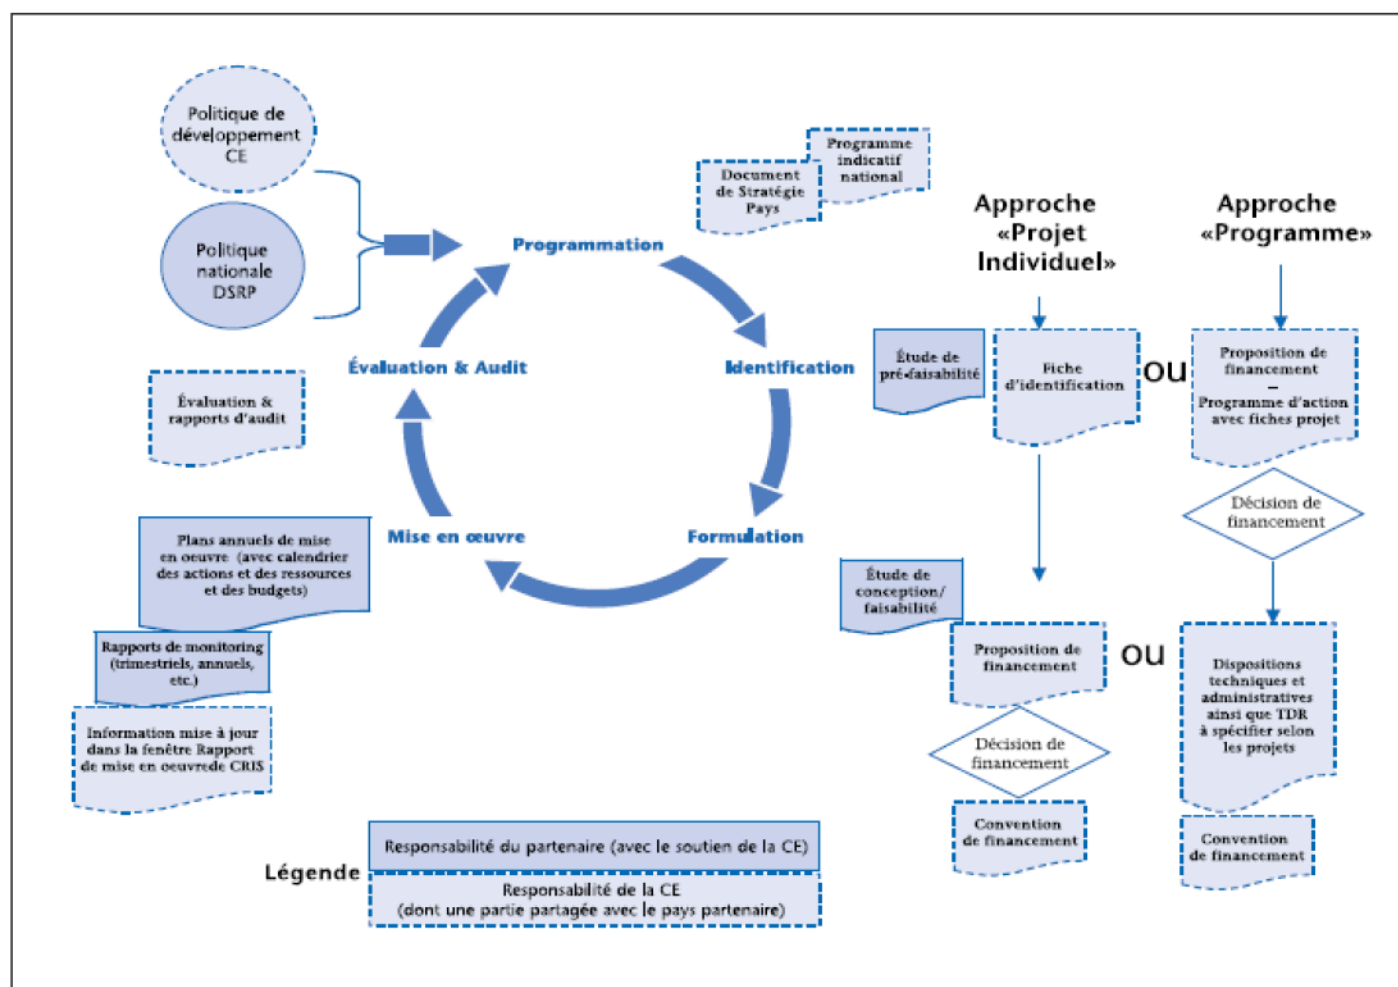 Politique de
développement
CE
Politique
nationale
DSRP
Programmation
Document
de Stratégie
Pays
Programme
indicatif
national
Approche
«Projet
Individuel»
Approche
«Programme»
Évaluation & Audit
Identification
Évaluation &
rapports d'audit
Étude de
pré-faisabilité
Fiche
d'identification
OU
Proposition de
financement
–
Programme d'action
avec fiches projet
Décision de
financement
Mise en œuvre
Formulation
Plans annuels de mise
en oeuvre (avec calendrier
des actions et des ressources
et des budgets)
Rapports de monitoring
(trimestriels, annuels,
etc.)
Information mise à jour
dans la fenêtre Rapport
de mise en oeuvrede CRIS
Étude de
conception/
faisabilité
Proposition de
financement
OU
Dispositions
techniques et
administratives
ainsi que TDR
à spécifier selon
les projets
Décision de
financement
Convention
de financement
Convention
de financement
Légende
Responsabilité du partenaire (avec le soutien de la CE)
Responsabilité de la CE
(dont une partie partagée avec le pays partenaire)